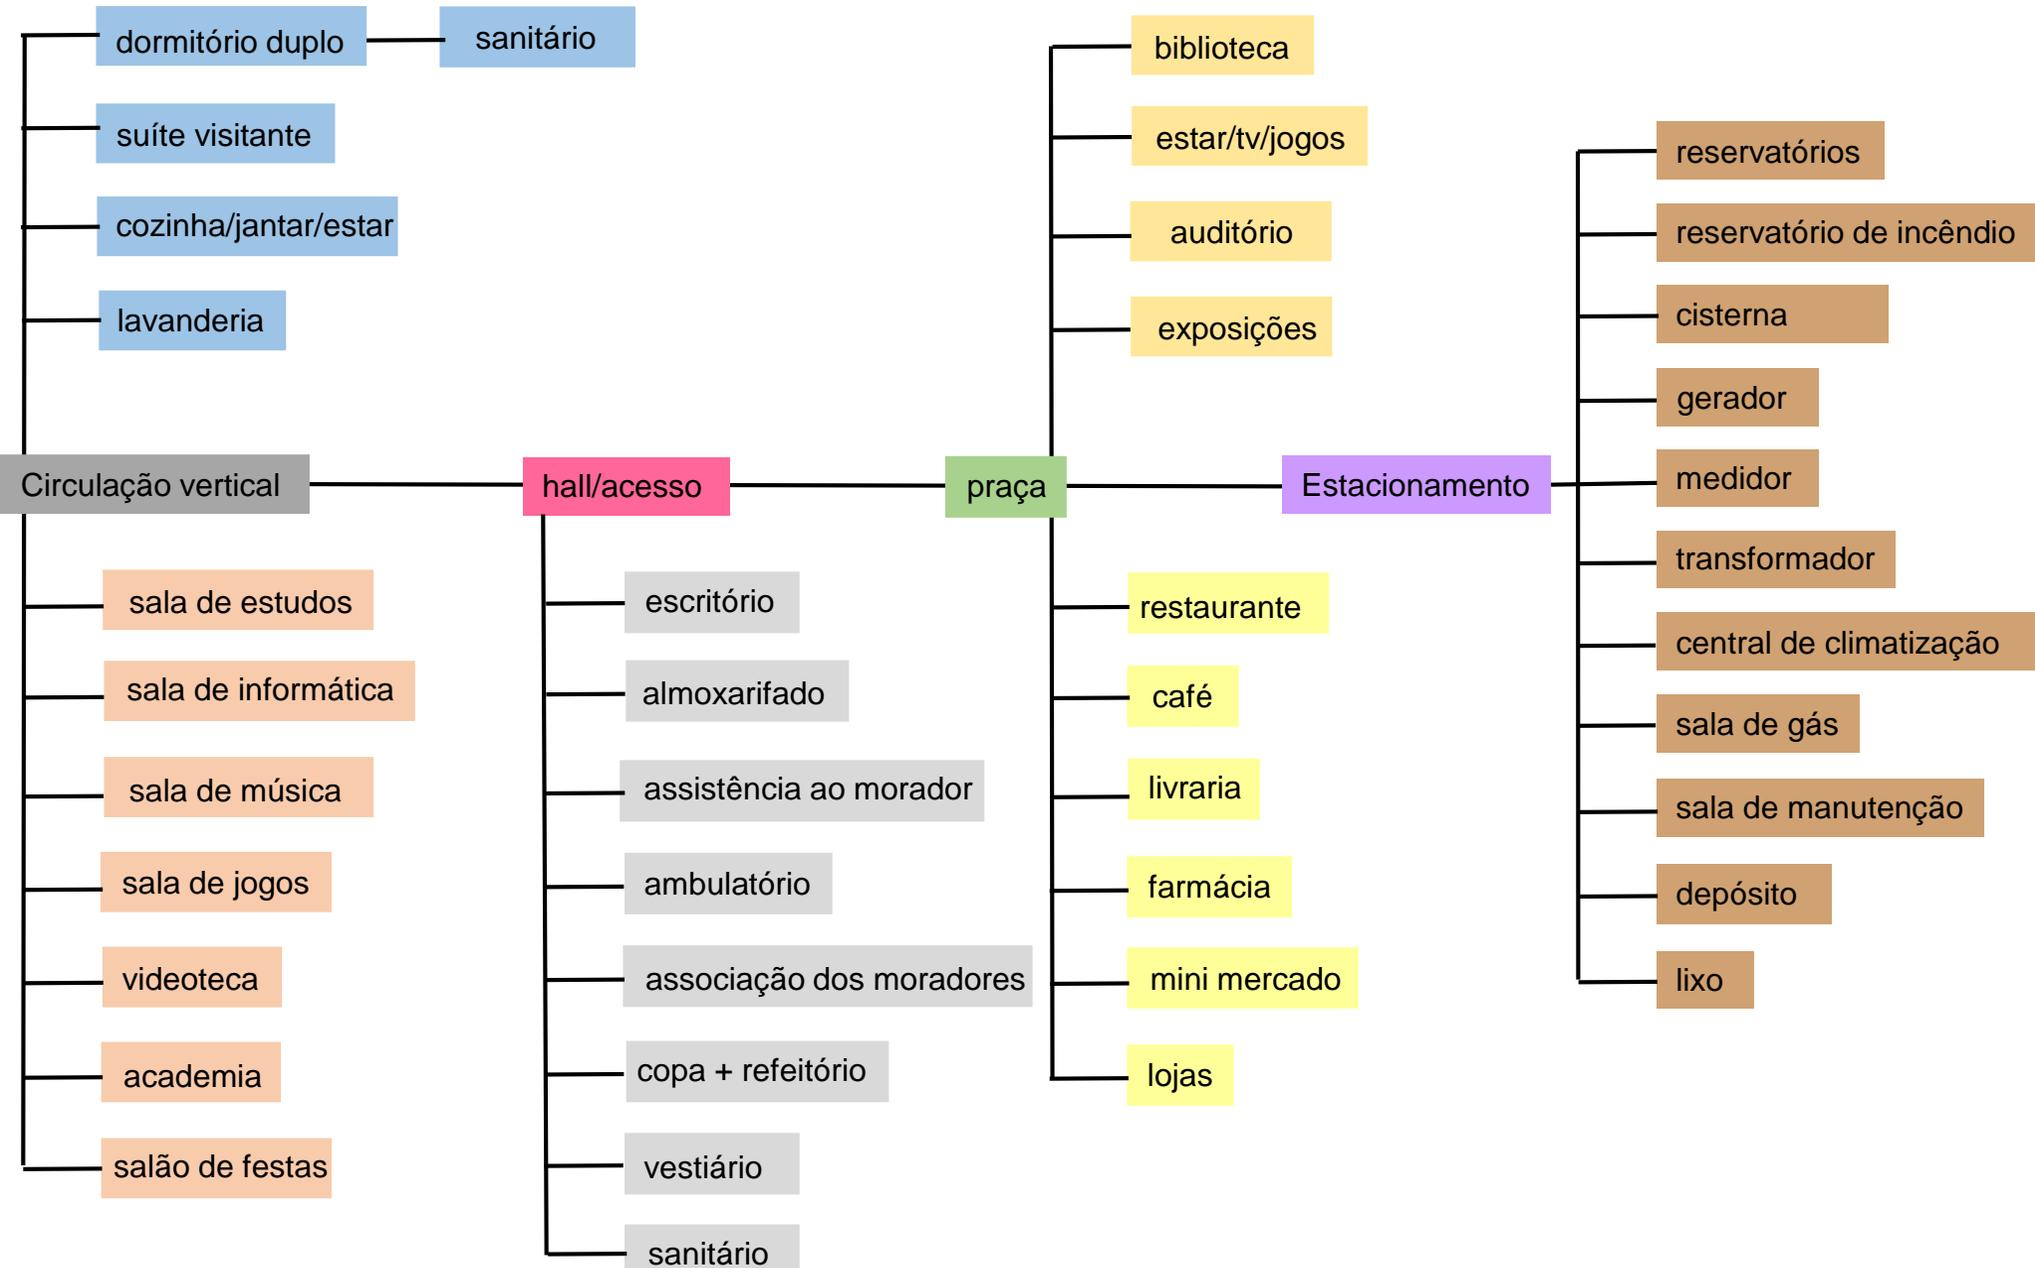 dormitório duplo
sanitário
suíte visitante
cozinha/jantar/estar
lavanderia
Circulação vertical
sala de estudos
sala de informática
sala de música
sala de jogos
videoteca
academia
salão de festas
hall/acesso
escritório
almoxarifado
assistência ao morador
ambulatório
associação dos moradores
copa + refeitório
vestiário
sanitário
biblioteca
estar/tv/jogos
auditório
exposições
praça
restaurante
café
livraria
farmácia
mini mercado
lojas
Estacionamento
reservatórios
reservatório de incêndio
cisterna
gerador
medidor
transformador
central de climatização
sala de gás
sala de manutenção
depósito
lixo